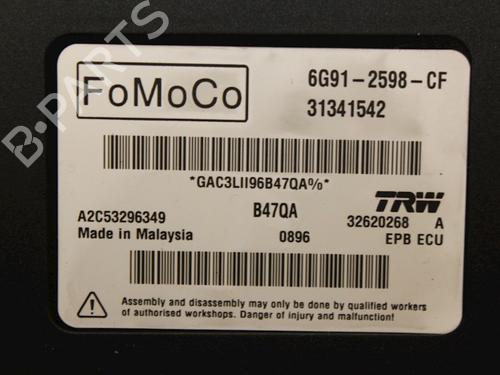 FoMoCo
6G91-2598-CF
31341542
*GAC3LII96B47QA%*
A2C53296349
Made in Malaysia
B47QA
0896
TRW
32620268 A
EPB ECU
Assembly and disassembly may only be done by qualified workers
of authorised workshops. Danger of injury and malfunction!
B-PARTS